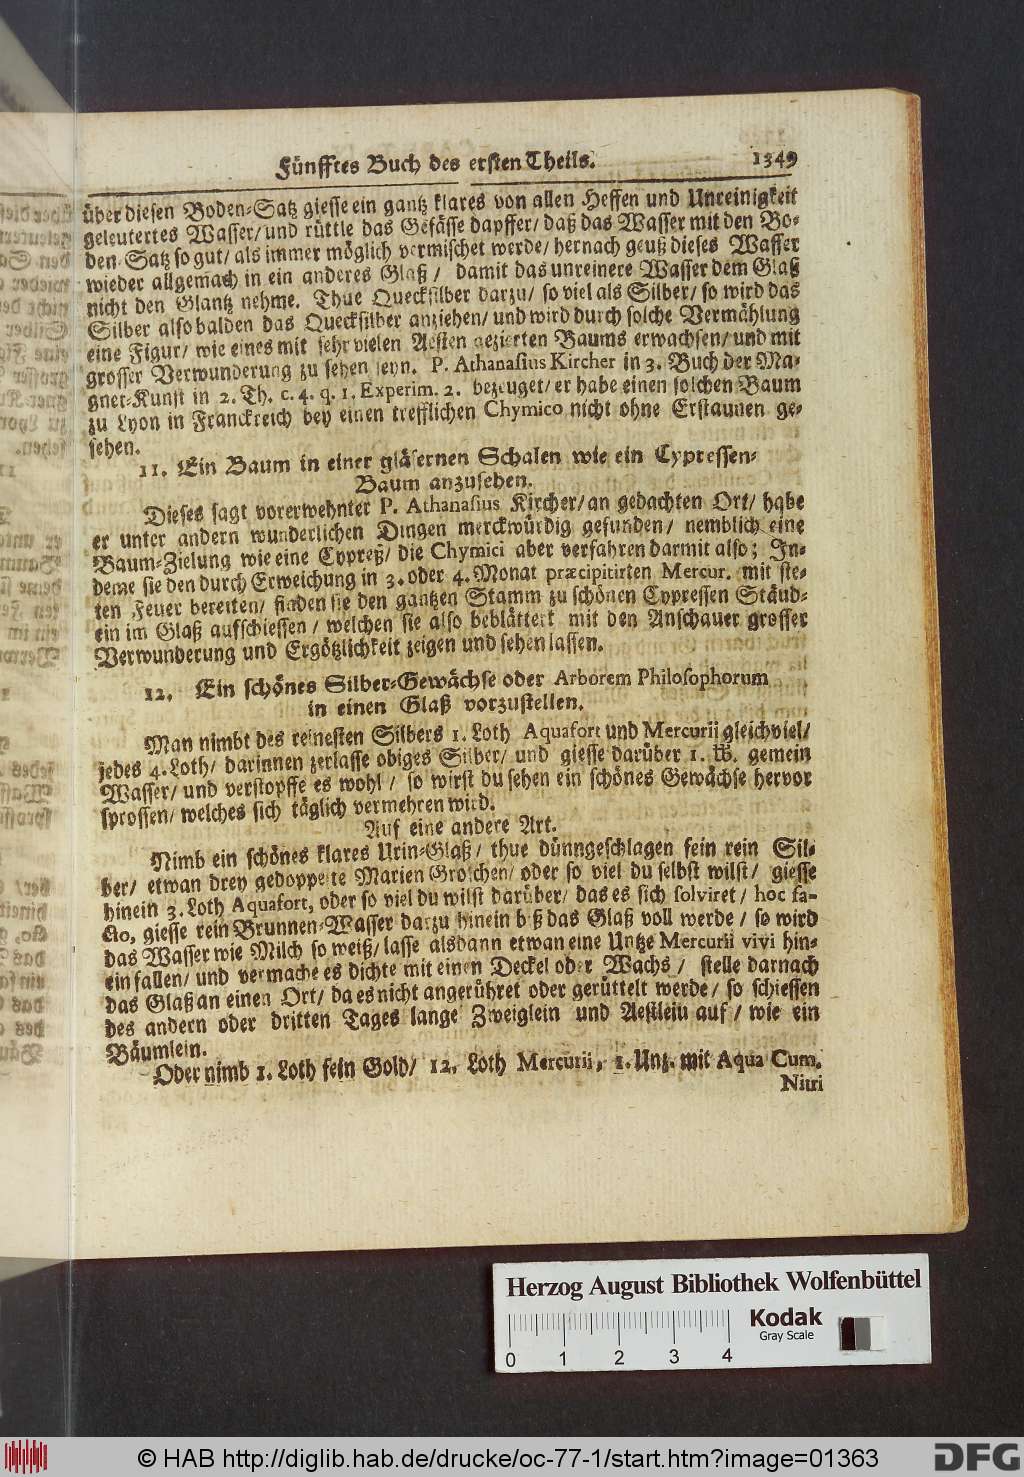 Fünfftes Buch des ersten Theils. 1349
über diesen Boden-Satz giesse ein gantz klares von allen Heffen und Unreinigkeit
geleutertes Wasser/ und rüttle das Gefässe dapffer/ daß das Wasser mit den Bo-
den-Satz so gut/ als immer möglich vermischet werde/ hernach geuß dieses Wasser
wieder allgemach in ein anderes Glaß/ damit das unreinere Wasser dem Glaß
nicht den Glantz nehme. Thue Quecksilber darzu/ so viel als Silber/ so wird das
Silber alsobalden das Quecksilber anziehen/ und wird durch solche Vermählung
eine Figur/ wie eines mit sehr vielen Aesten gezierten Baums erwachsen/ und mit
grosser Verwunderung zu sehen seyn. P. Athanasius Kircher in 3. Buch der Ma-
gnet-Kunst in 2. Th. c. 4. q. 1. Experim. 2. bezeuget/ er habe einen solchen Baum
zu Lyon in Franckreich bey einen trefflichen Chymico nicht ohne Erstaunen ge-
sehen.
11. Ein Baum in einer gläsernen Schalen wie ein Cypressen-
Baum anzusehen.
Dieses sagt vorerwehnter P. Athanasius Kircher/ an gedachten Ort/ habe
er unter andern wunderlichen Dingen merckwürdig gefunden/ nemblich eine
Baum-Zielung wie eine Cypreß/ die Chymici aber verfahren darmit also; In-
deme sie den durch Erweichung in 3. oder 4. Monat præcipitirten Mercur. mit ste-
ten Feuer bereiten/ finden sie den gantzen Stamm zu schönen Cypressen Stäud-
ein im Glaß aufschiessen/ welchen sie also beblättert mit den Anschauer grosser
Verwunderung und Ergötzlichkeit zeigen und sehen lassen.
12. Ein schönes Silber-Gewächse oder Arborem Philosophorum
in einen Glaß vorzustellen.
Man nimbt des reinesten Silbers 1. Loth Aquafort und Mercurii gleichviel/
jedes 4. Loth/ darinnen zerlasse obiges Silber/ und giesse darüber 1. ℔. gemein
Wasser/ und verstopffe es wohl/ so wirst du sehen ein schönes Gewächse hervor
sprossen/ welches sich täglich vermehren wird.
Auf eine andere Art.
Nimb ein schönes klares Urin-Glaß/ thue dünngeschlagen fein rein Sil-
ber/ etwan drey gedoppelte Marien Groschen/ oder so viel du selbst wilst/ giesse
hinein 3. Loth Aquafort, oder so viel du wilst darüber/ das es sich solviret/ hoc fa-
cto, giesse rein Brunnen-Wasser darzu hinein biß das Glaß voll werde/ so wird
das Wasser wie Milch so weiß/ lasse alsdann etwan eine Untze Mercurii vivi hin-
ein fallen/ und vermache es dichte mit einen Deckel oder Wachs/ stelle darnach
das Glaß an einen Ort/ da es nicht angerühret oder gerüttelt werde/ so schiessen
des andern oder dritten Tages lange Zweiglein und Aestlein auf/ wie ein
Bäumlein.
Oder nimb 1. Loth fein Gold/ 12. Loth Mercurii, 1. Unz. mit Aqua Cum.
Nitri
Herzog August Bibliothek Wolfenbüttel
Kodak
Gray Scale
0 1 2 3 4
© HAB http://diglib.hab.de/drucke/oc-77-1/start.htm?image=01363
DFG